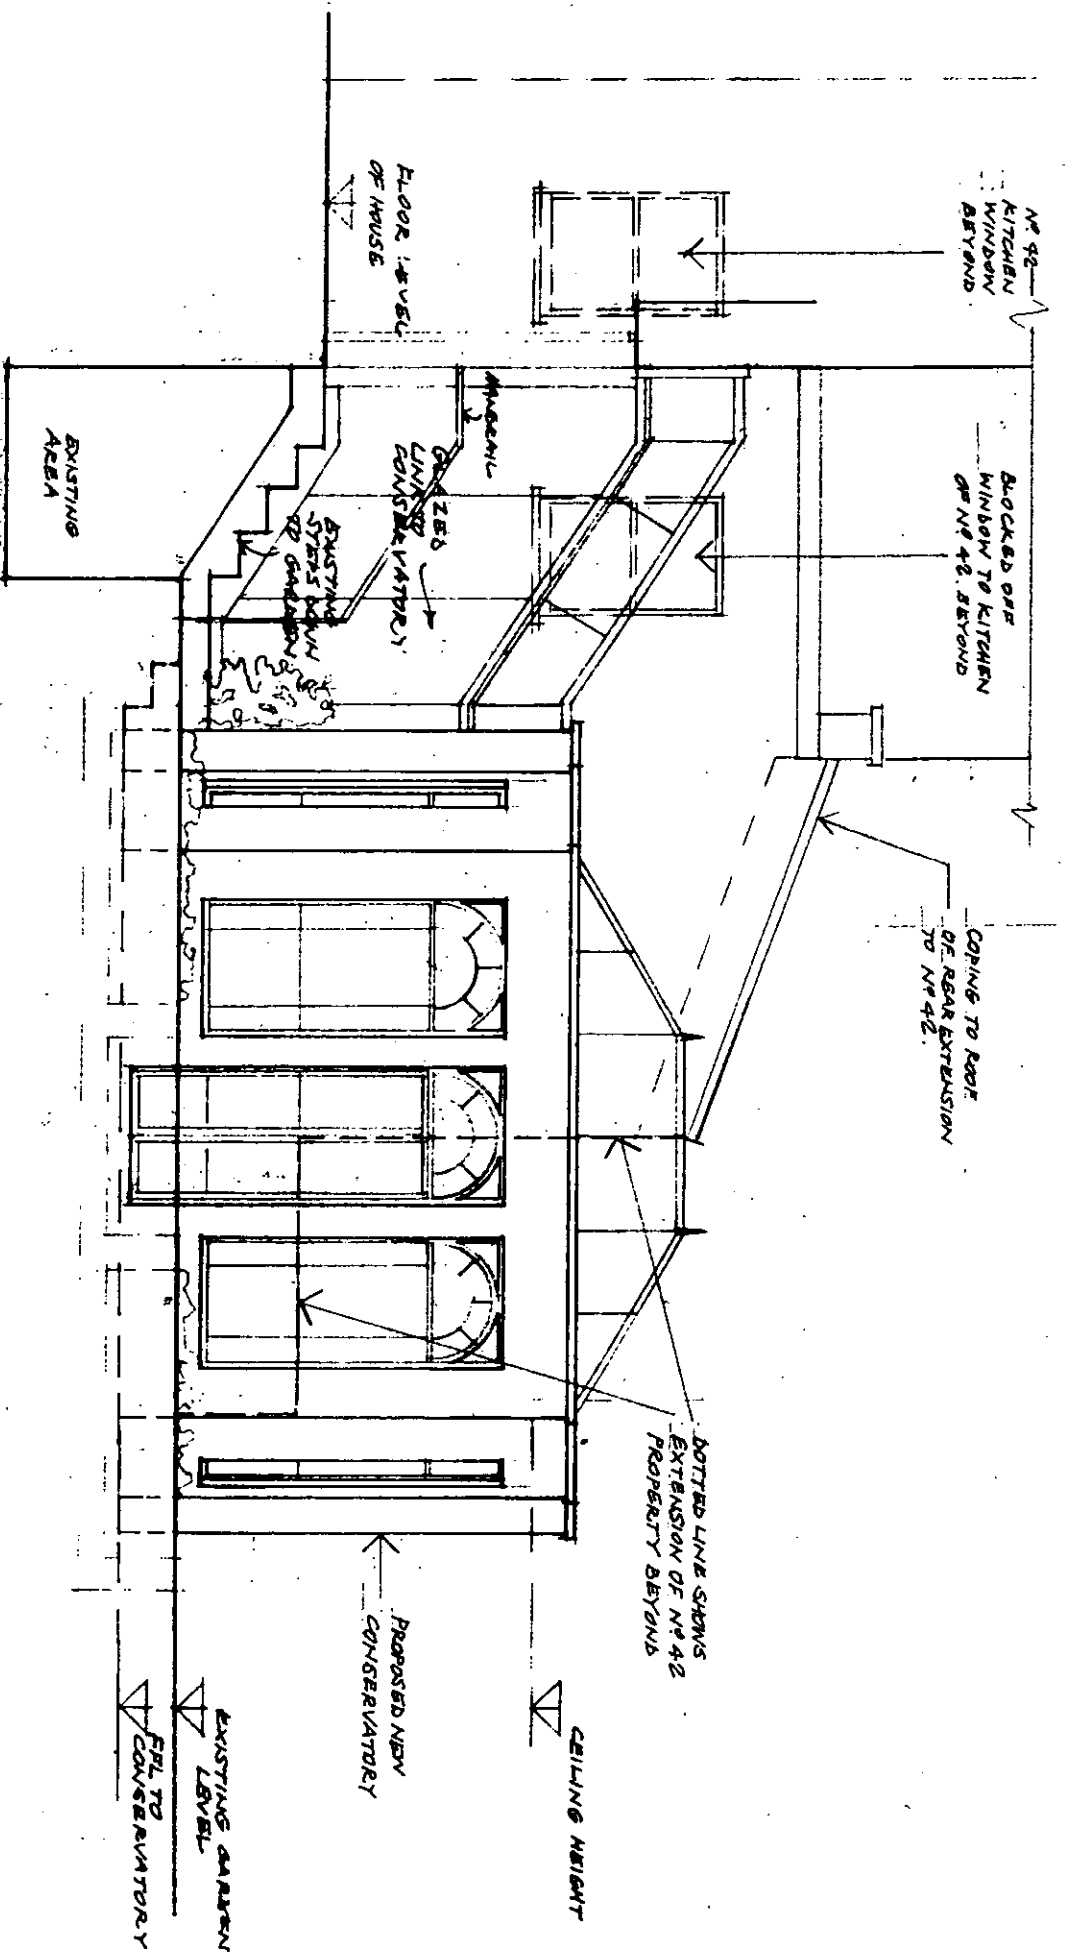 Nº 42
KITCHEN
WINDOW
BEYOND.
BLOCKED OFF
WINDOW TO KITCHEN
OF Nº 42. BEYOND
COPING TO ROOF
OF REAR EXTENSION
TO Nº 42.
FLOOR LEVEL
OF HOUSE
HANDRAIL
GLAZED
LINK TO
CONSERVATORY.
EXISTING
STEPS DOWN
TO GARDEN
EXISTING
AREA
DOTTED LINE SHOWS
EXTENSION OF Nº 42
PROPERTY BEYOND
PROPOSED NEW
CONSERVATORY
CEILING HEIGHT
EXISTING GARDEN
LEVEL
FFL TO
CONSERVATORY